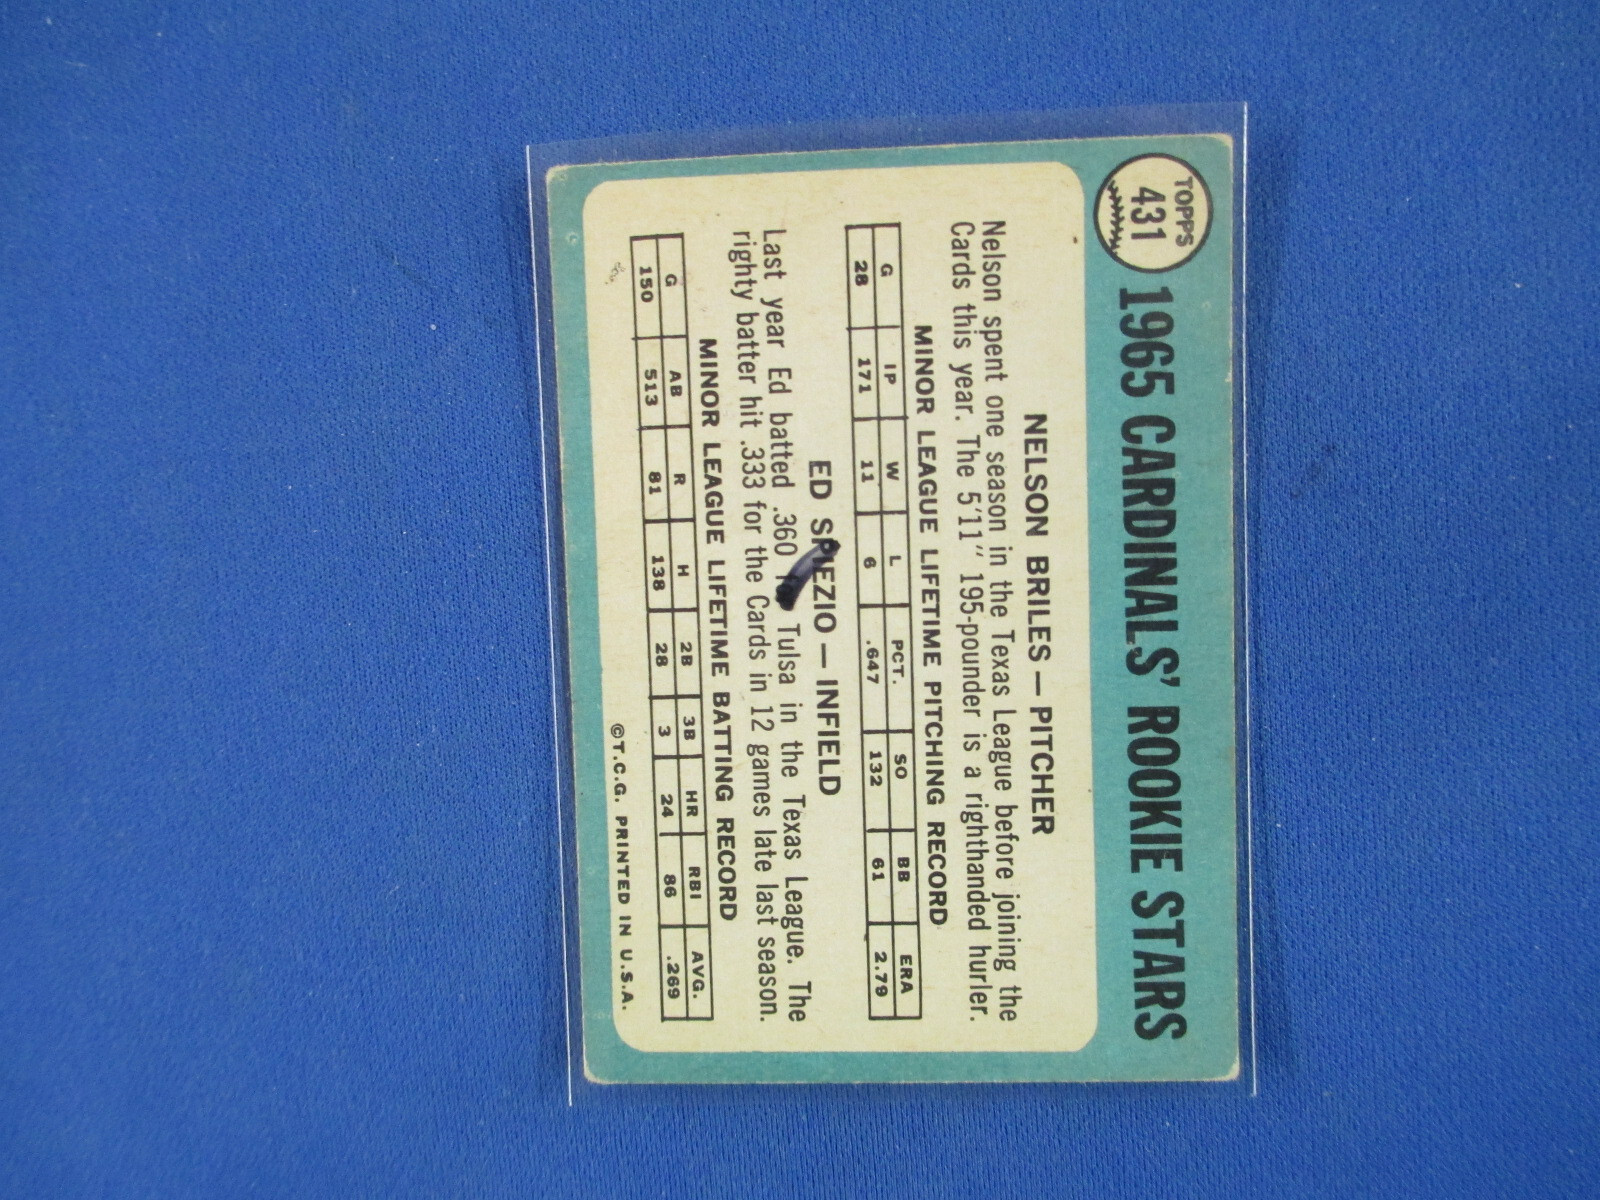 TOPPS
431
1965 CARDINALS' ROOKIE STARS
NELSON BRILES — PITCHER
Nelson spent one season in the Texas League before joining the
Cards this year. The 5'11" 195-pounder is a righthanded hurler.
MINOR LEAGUE LIFETIME PITCHING RECORD
G IP W L PCT. SO BB ERA
28 171 11 6 .647 132 61 2.79
ED SPIEZIO — INFIELD
Last year Ed batted .360 Tulsa in the Texas League. The
righty batter hit .333 for the Cards in 12 games late last season.
MINOR LEAGUE LIFETIME BATTING RECORD
G AB R H 2B 3B HR RBI AVG.
150 513 81 138 28 3 24 86 .269
©T.C.G. PRINTED IN U.S.A.